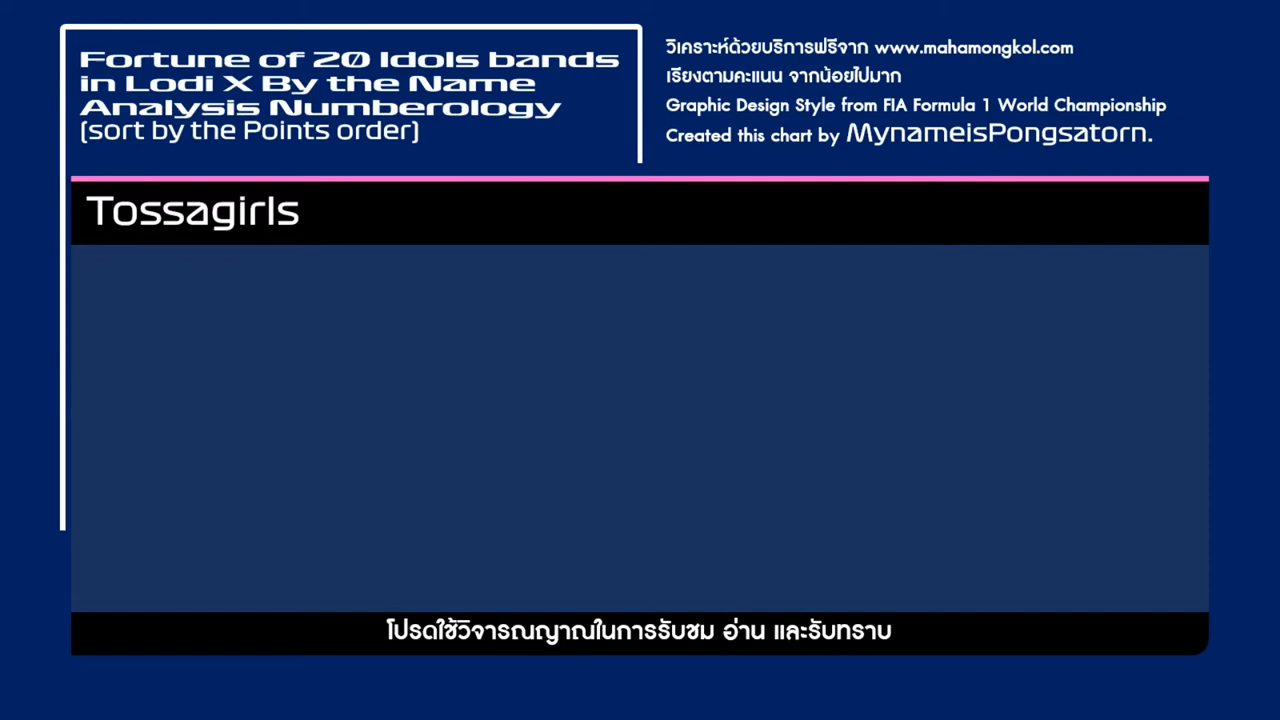 Fortune of 20 Idols bands
in Lodi X By the Name
Analysis Numberology
(sort by the Points order)
วิเคราะห์ด้วยบริการฟรีจาก www.mahamongkol.com
เรียงตามคะแนน จากน้อยไปมาก
Graphic Design Style from FIA Formula 1 World Championship
Created this chart by MynameisPongsatorn.
Tossagirls
โปรดใช้วิจารณญาณในการรับชม อ่าน และรับทราบ